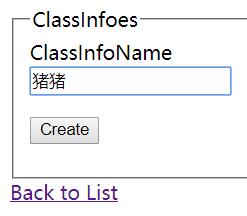 ClassInfoes
ClassInfoName
猪猪
Create
Back to List